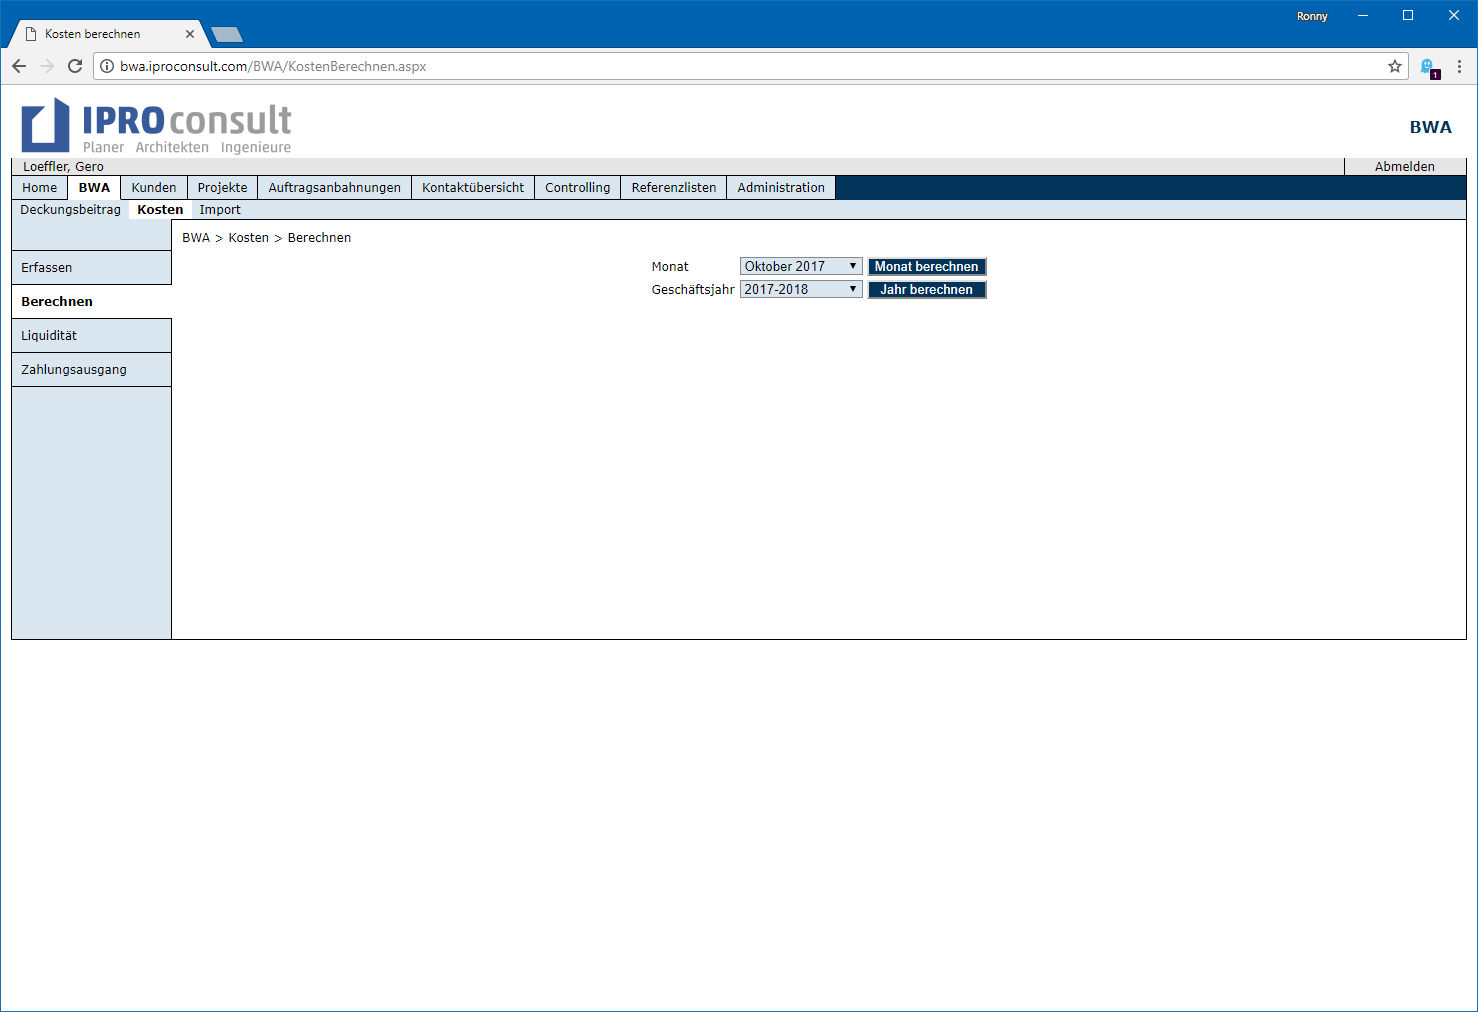 Ronny
Kosten berechnen
bwa.iproconsult.com/BWA/KostenBerechnen.aspx
1
IPROconsult
Planer Architekten Ingenieure
BWA
Loeffler, Gero
Abmelden
Home BWA Kunden Projekte Auftragsanbahnungen Kontaktübersicht Controlling Referenzlisten Administration
Deckungsbeitrag Kosten Import
BWA > Kosten > Berechnen
Erfassen
Berechnen
Liquidität
Zahlungsausgang
Monat Oktober 2017 Monat berechnen
Geschäftsjahr 2017-2018 Jahr berechnen